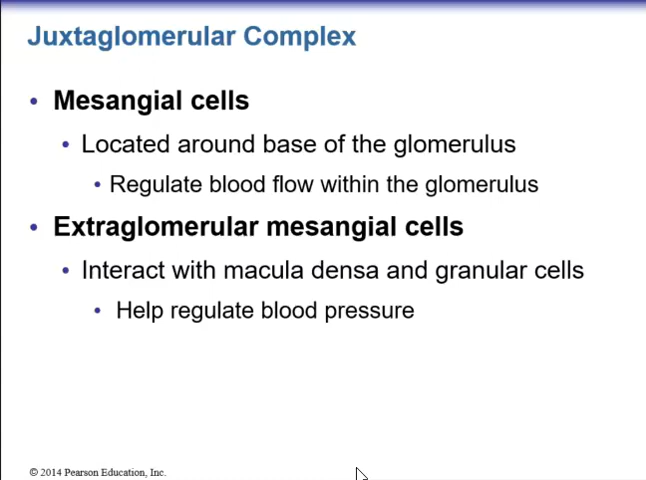 Juxtaglomerular Complex
• Mesangial cells
• Located around base of the glomerulus
• Regulate blood flow within the glomerulus
• Extraglomerular mesangial cells
• Interact with macula densa and granular cells
• Help regulate blood pressure
© 2014 Pearson Education, Inc.